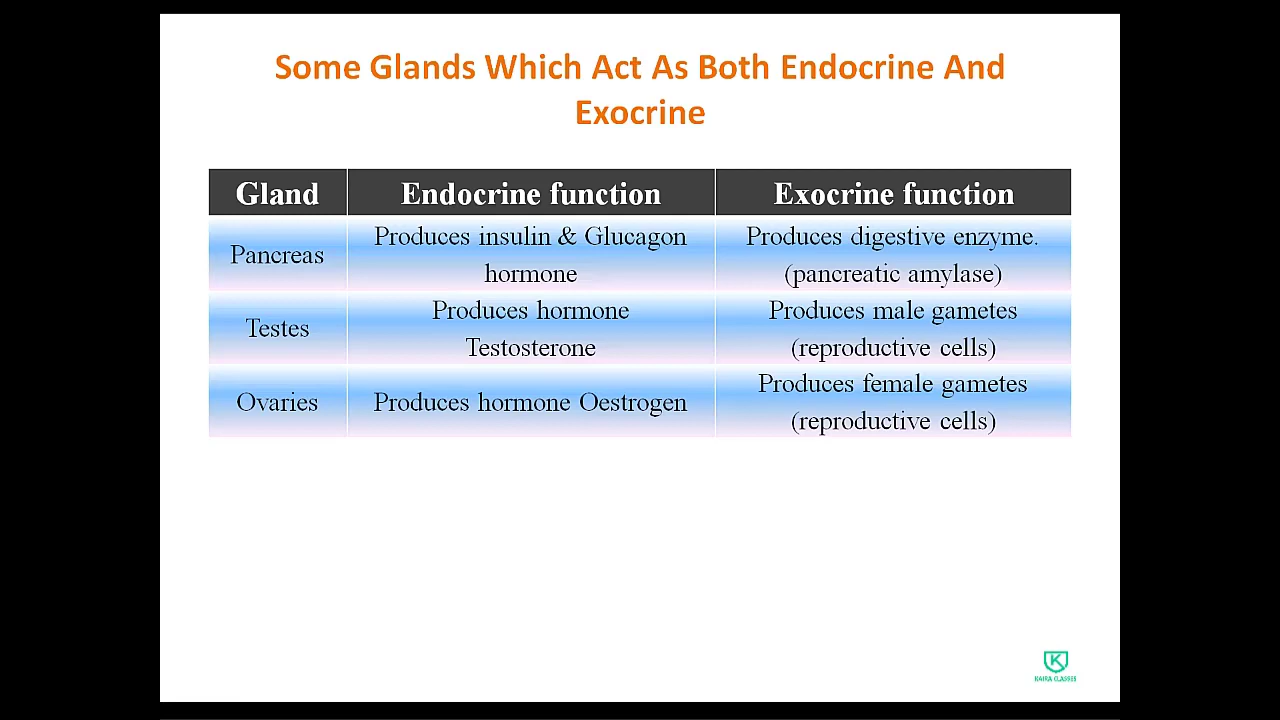 Some Glands Which Act As Both Endocrine And
Exocrine
Gland Endocrine function Exocrine function
Pancreas
Produces insulin & Glucagon
hormone
Produces digestive enzyme.
(pancreatic amylase)
Testes
Produces hormone
Testosterone
Produces male gametes
(reproductive cells)
Ovaries
Produces hormone Oestrogen
Produces female gametes
(reproductive cells)
K
KAIRA CLASSES